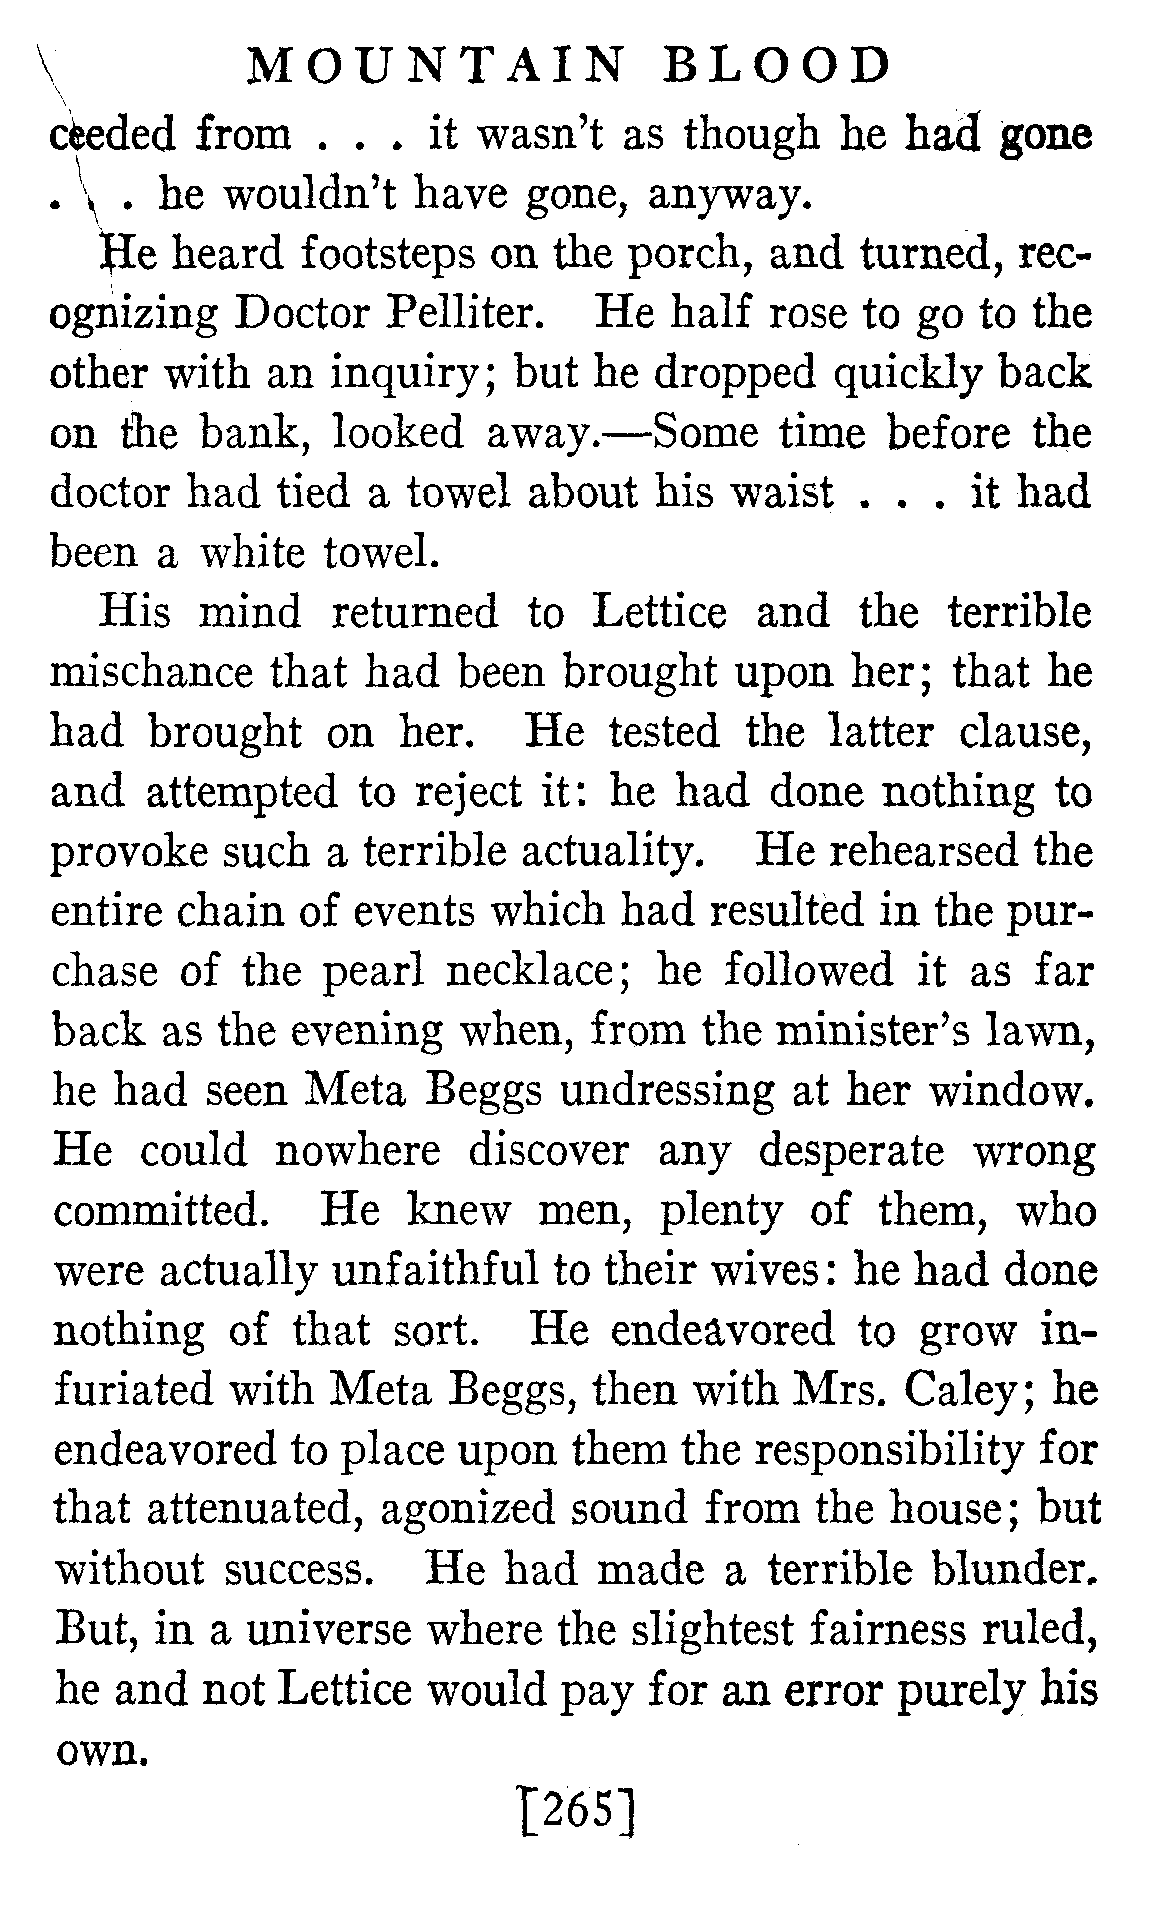 MOUNTAIN BLOOD
ceeded from . . . it wasn't as though he had gone
. . . he wouldn't have gone, anyway.
He heard footsteps on the porch, and turned, rec-
ognizing Doctor Pelliter. He half rose to go to the
other with an inquiry; but he dropped quickly back
on the bank, looked away.—Some time before the
doctor had tied a towel about his waist . . . it had
been a white towel.
His mind returned to Lettice and the terrible
mischance that had been brought upon her; that he
had brought on her. He tested the latter clause,
and attempted to reject it: he had done nothing to
provoke such a terrible actuality. He rehearsed the
entire chain of events which had resulted in the pur-
chase of the pearl necklace; he followed it as far
back as the evening when, from the minister's lawn,
he had seen Meta Beggs undressing at her window.
He could nowhere discover any desperate wrong
committed. He knew men, plenty of them, who
were actually unfaithful to their wives: he had done
nothing of that sort. He endeavored to grow in-
furiated with Meta Beggs, then with Mrs. Caley; he
endeavored to place upon them the responsibility for
that attenuated, agonized sound from the house; but
without success. He had made a terrible blunder.
But, in a universe where the slightest fairness ruled,
he and not Lettice would pay for an error purely his
own.
[265]